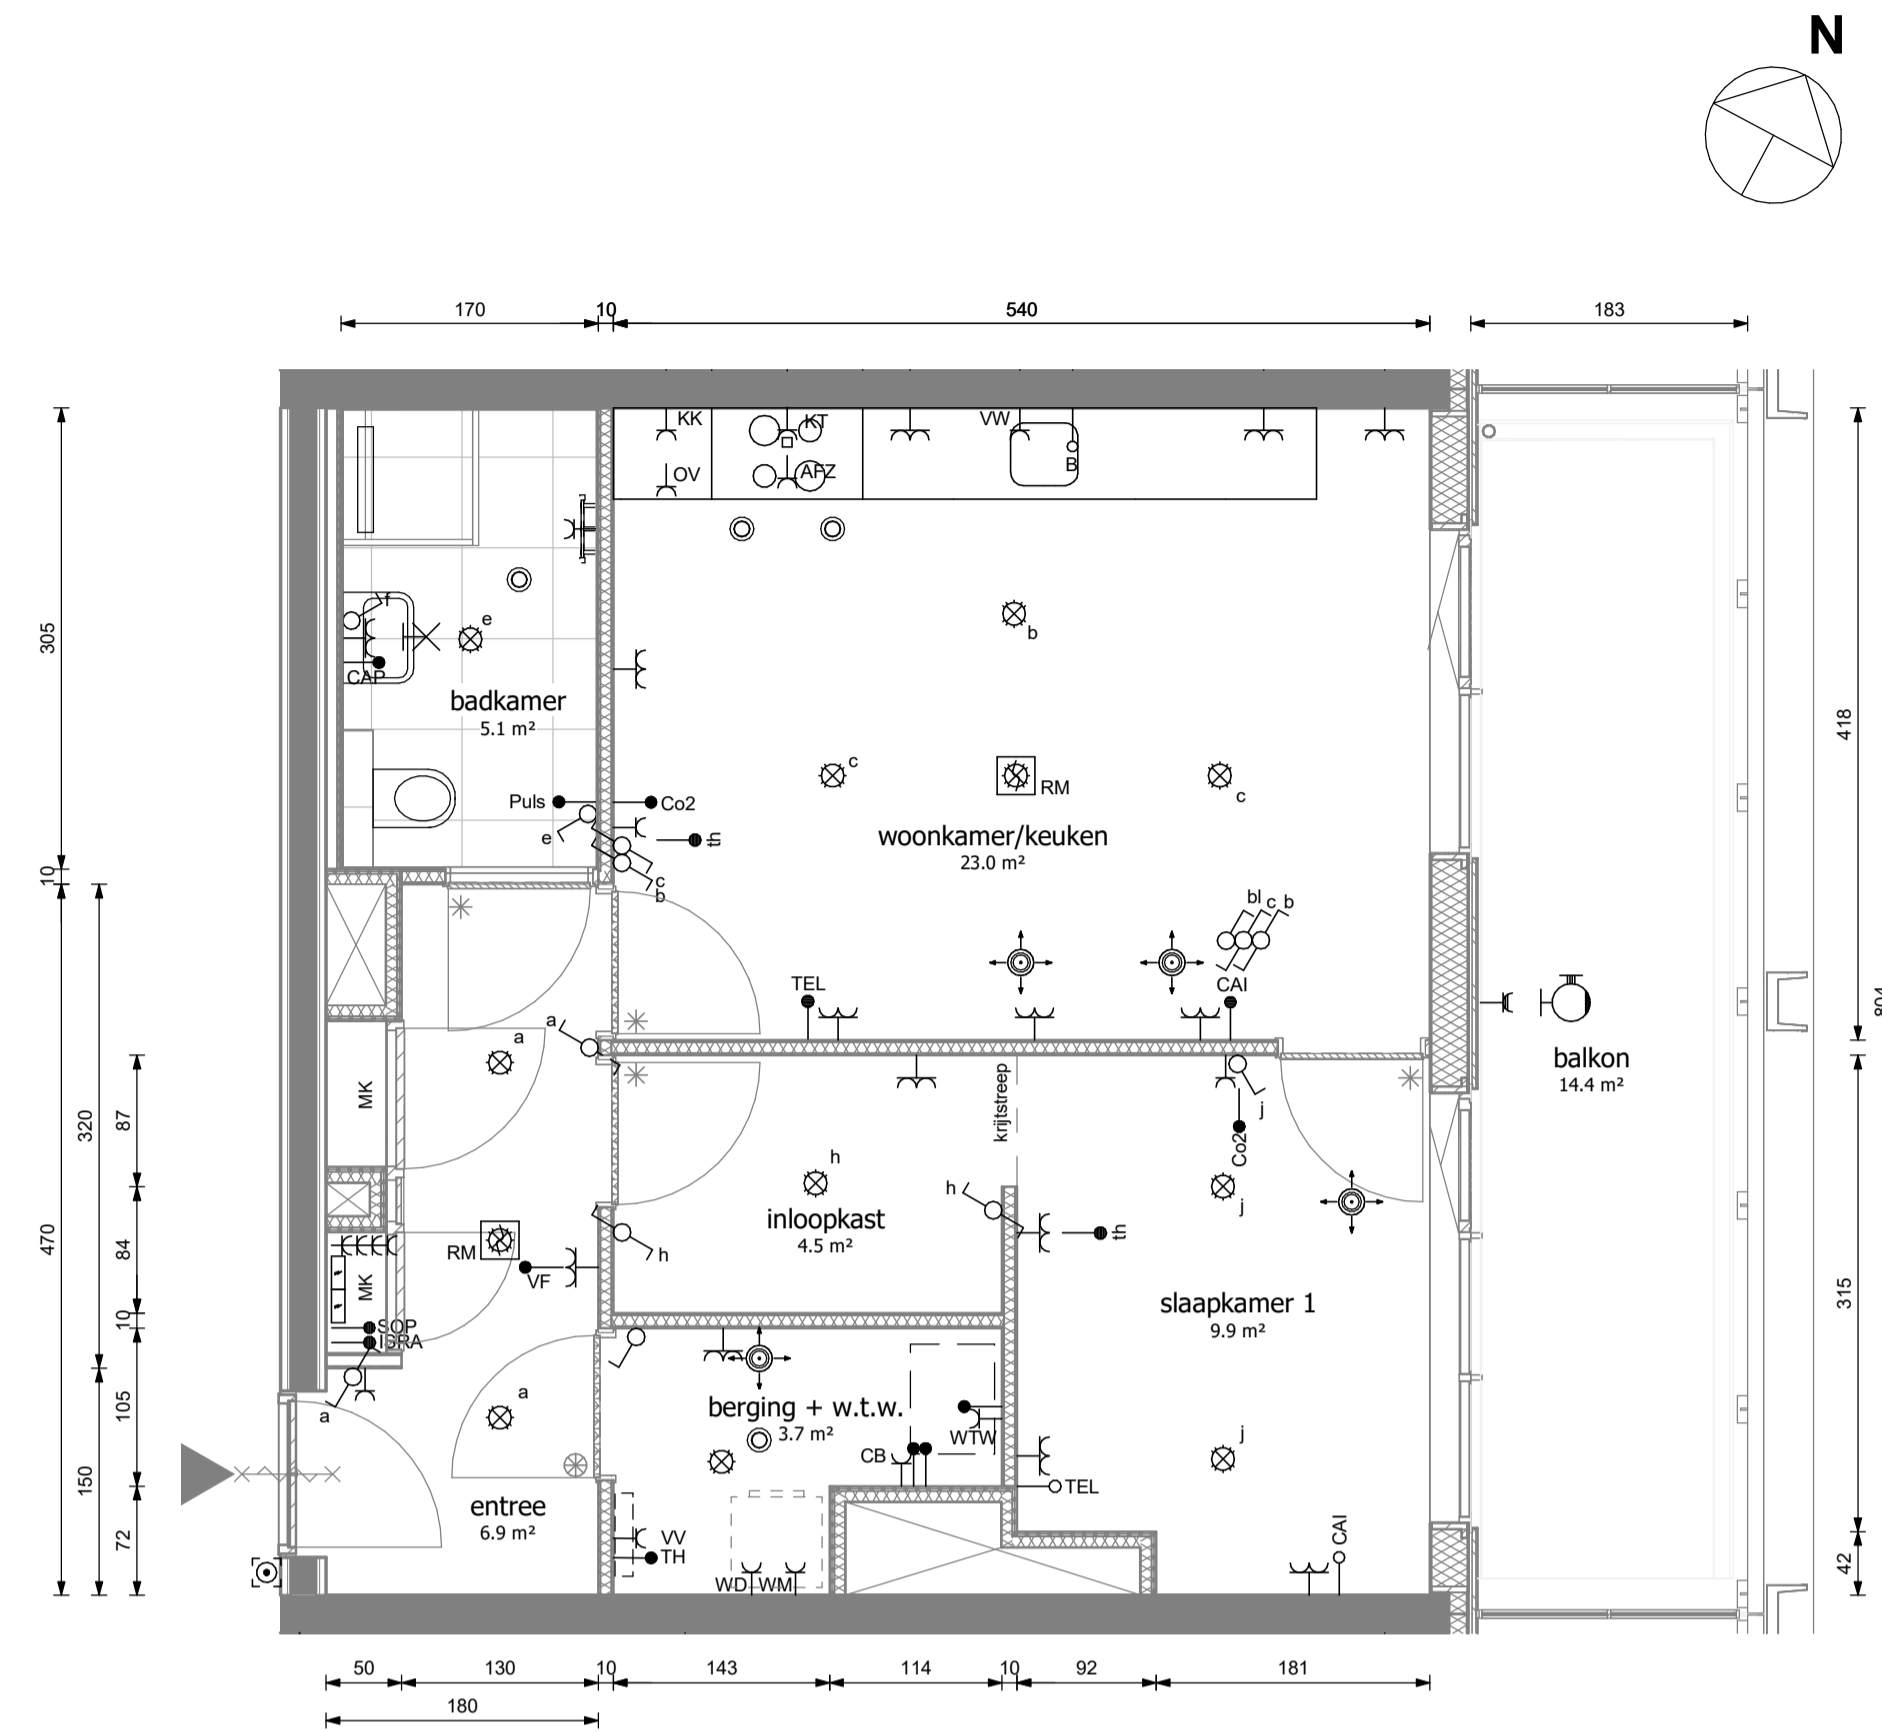 N
170
10
540
183
KK
KT
VW
OV
AFZ
B
f
e
b
CAP
305
badkamer
5.1 m²
418
c
RM
c
Puls
Co2
e
th
woonkamer/keuken
23.0 m²
c
b
10
bl c b
TEL
CAI
804
a
a
balkon
14.4 m²
krijtstreep
MK
j
Co2
320
87
h
h
j
inloopkast
4.5 m²
th
470
84
RM
h
VF
MK
slaapkamer 1
9.9 m²
315
10
SOP
ISRA
a
a
105
berging + w.t.w.
3.7 m²
WTW
CB
j
150
TEL
entree
6.9 m²
72
VV
TH
CAI
WD
WM
42
50
130
10
143
114
10
92
181
180